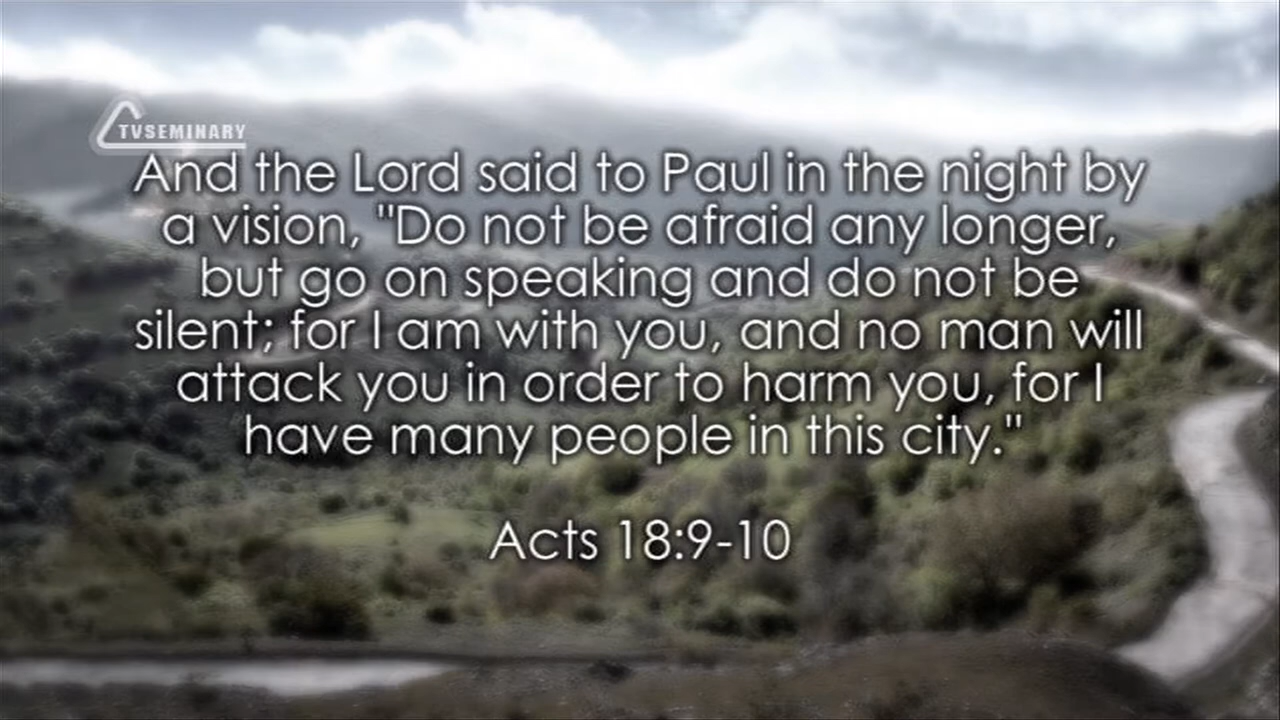 TVSEMINARY
And the Lord said to Paul in the night by
a vision, "Do not be afraid any longer,
but go on speaking and do not be
silent; for I am with you, and no man will
attack you in order to harm you, for I
have many people in this city."
Acts 18:9-10